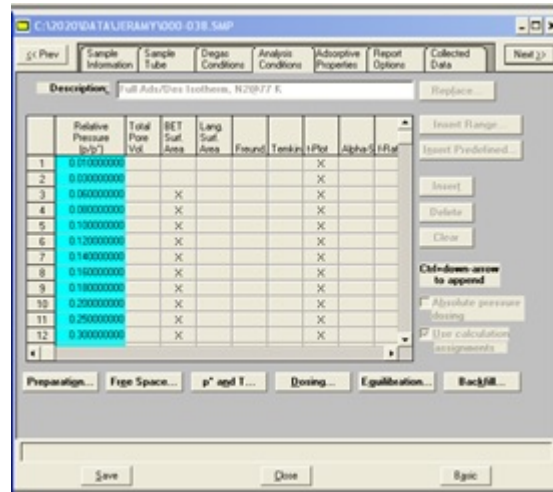 C:\2020\DATA\JERAMY\000-038.SMP
<< Prev Sample Information Sample Tube Degas Conditions Analysis Conditions Adsorptive Properties Report Options Collected Data Next >>
Description: Full Ads/Des Isotherm, N2@77 K Replace...
Relative Pressure (p/p°) Total Pore Vol. BET Surf. Area Lang. Surf. Area Freund. Temkin t-Plot Alpha-S f-Rat
Insert Range...
Insert Predefined...
1 0.010000000 X
2 0.030000000 X
3 0.060000000 X X
4 0.080000000 X X
5 0.100000000 X X
6 0.120000000 X X
7 0.140000000 X X
8 0.160000000 X X
9 0.180000000 X X
10 0.200000000 X X
11 0.250000000 X X
12 0.300000000 X X
Insert
Delete
Clear
Ctrl+down-arrow to append
Absolute pressure dosing
Use calculation assignments
Preparation... Free Space... p° and T... Dosing... Equilibration... Backfill...
Save Close Basic